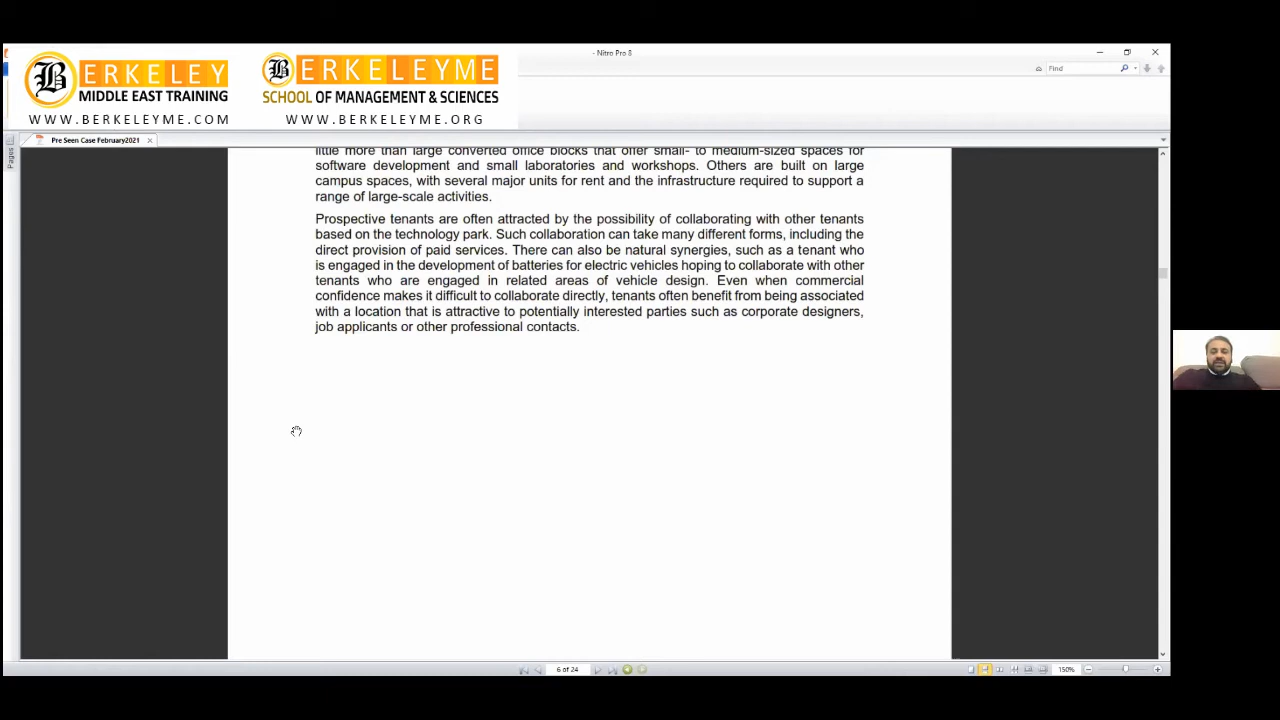 - Nitro Pro 8
BERKELEY
MIDDLE EAST TRAINING
WWW.BERKELEYME.COM
BERKELEYME
SCHOOL OF MANAGEMENT & SCIENCES
WWW.BERKELEYME.ORG
Find
Pre Seen Case February2021
Pages
little more than large converted office blocks that offer small- to medium-sized spaces for
software development and small laboratories and workshops. Others are built on large
campus spaces, with several major units for rent and the infrastructure required to support a
range of large-scale activities.
Prospective tenants are often attracted by the possibility of collaborating with other tenants
based on the technology park. Such collaboration can take many different forms, including the
direct provision of paid services. There can also be natural synergies, such as a tenant who
is engaged in the development of batteries for electric vehicles hoping to collaborate with other
tenants who are engaged in related areas of vehicle design. Even when commercial
confidence makes it difficult to collaborate directly, tenants often benefit from being associated
with a location that is attractive to potentially interested parties such as corporate designers,
job applicants or other professional contacts.
6 of 24
150%